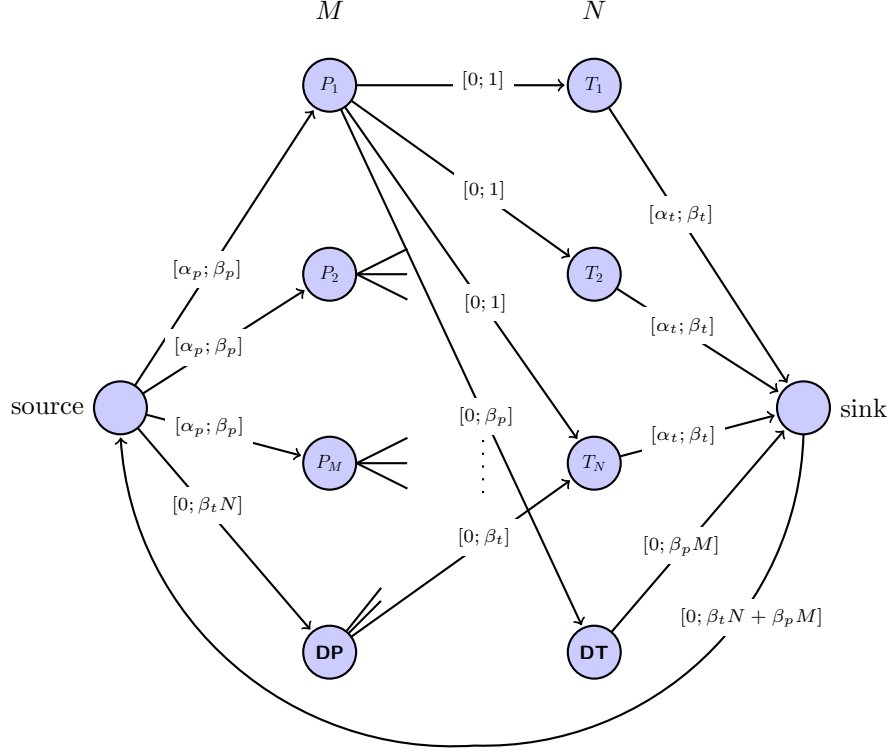 M N
P_1 [0; 1] T_1
[0; 1]
[α_t; β_t]
[α_p; β_p]
P_2 T_2
[0; 1]
[α_t; β_t]
[α_p; β_p]
source sink
[0; β_p]
[α_p; β_p]
[α_t; β_t]
P_M T_N
[0; β_t N]
[0; β_t]
[0; β_p M]
[0; β_t N + β_p M]
DP DT